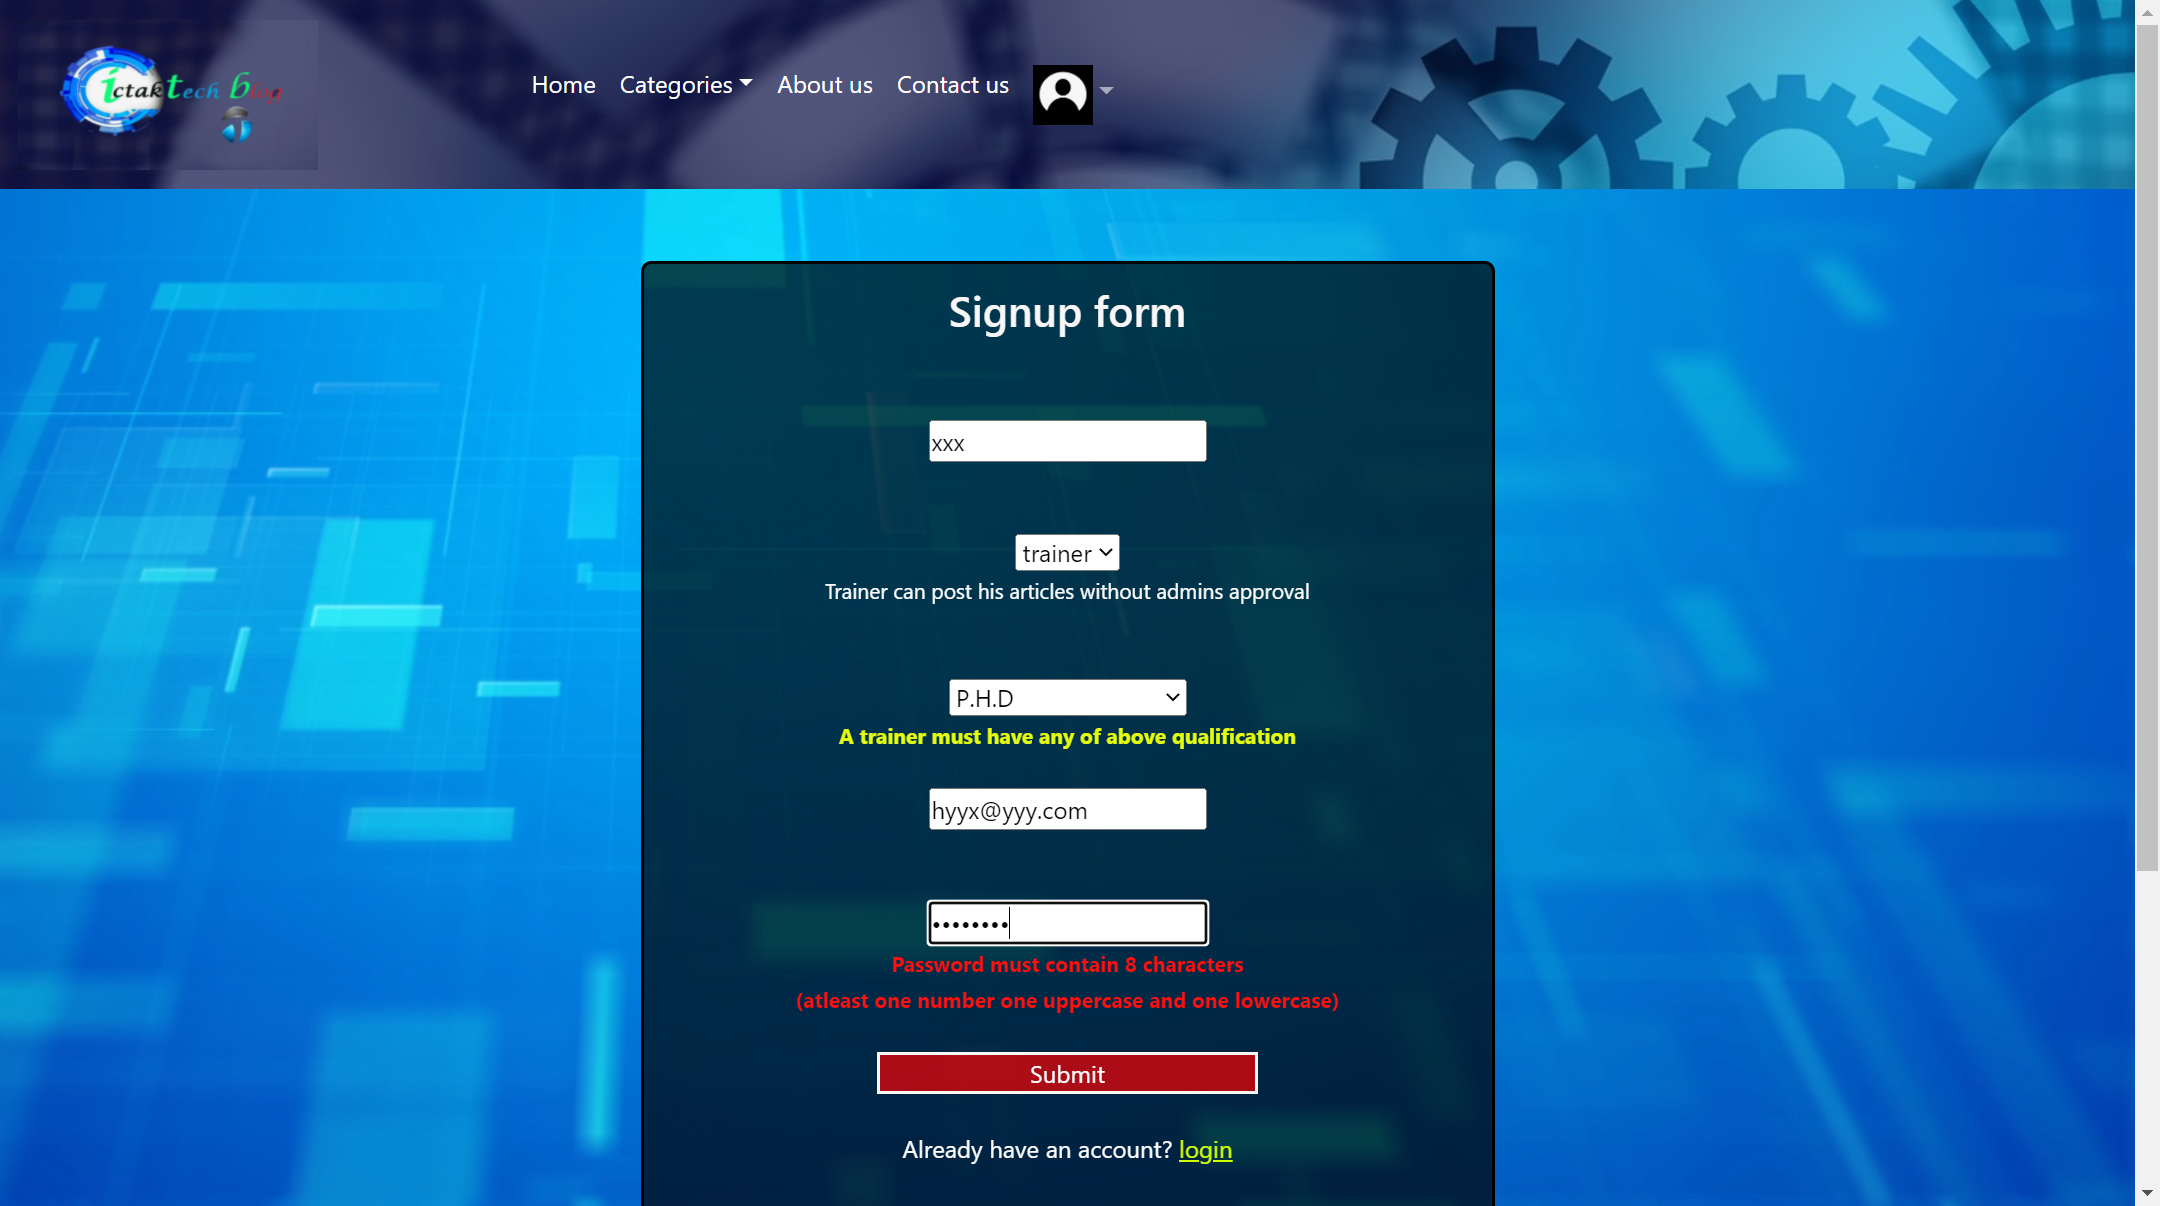 ictaktech blog
Home Categories About us Contact us
Signup form
xxx
trainer
Trainer can post his articles without admins approval
P.H.D
A trainer must have any of above qualification
hyyx@yyy.com
••••••••
Password must contain 8 characters
(atleast one number one uppercase and one lowercase)
Submit
Already have an account? login